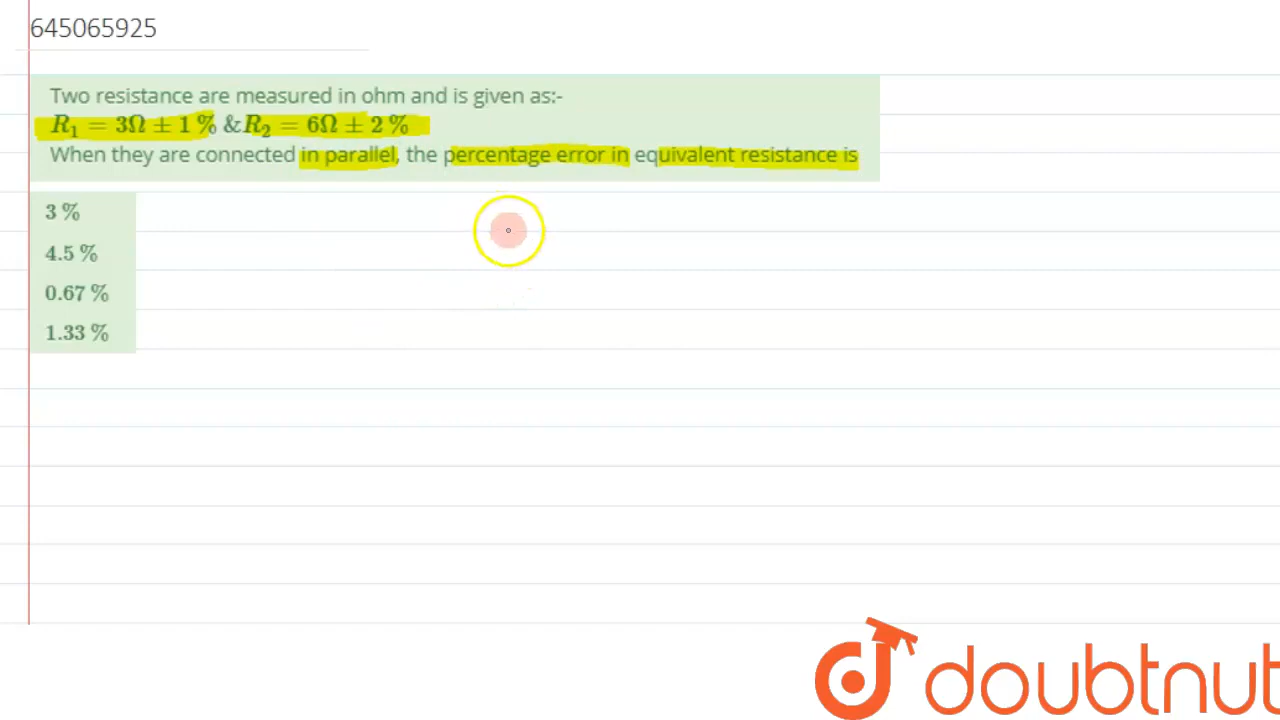 645065925
Two resistance are measured in ohm and is given as:-
R₁ = 3Ω ± 1 % & R₂ = 6Ω ± 2 %
When they are connected in parallel, the percentage error in equivalent resistance is
3 %
4.5 %
0.67 %
1.33 %
doubtnut